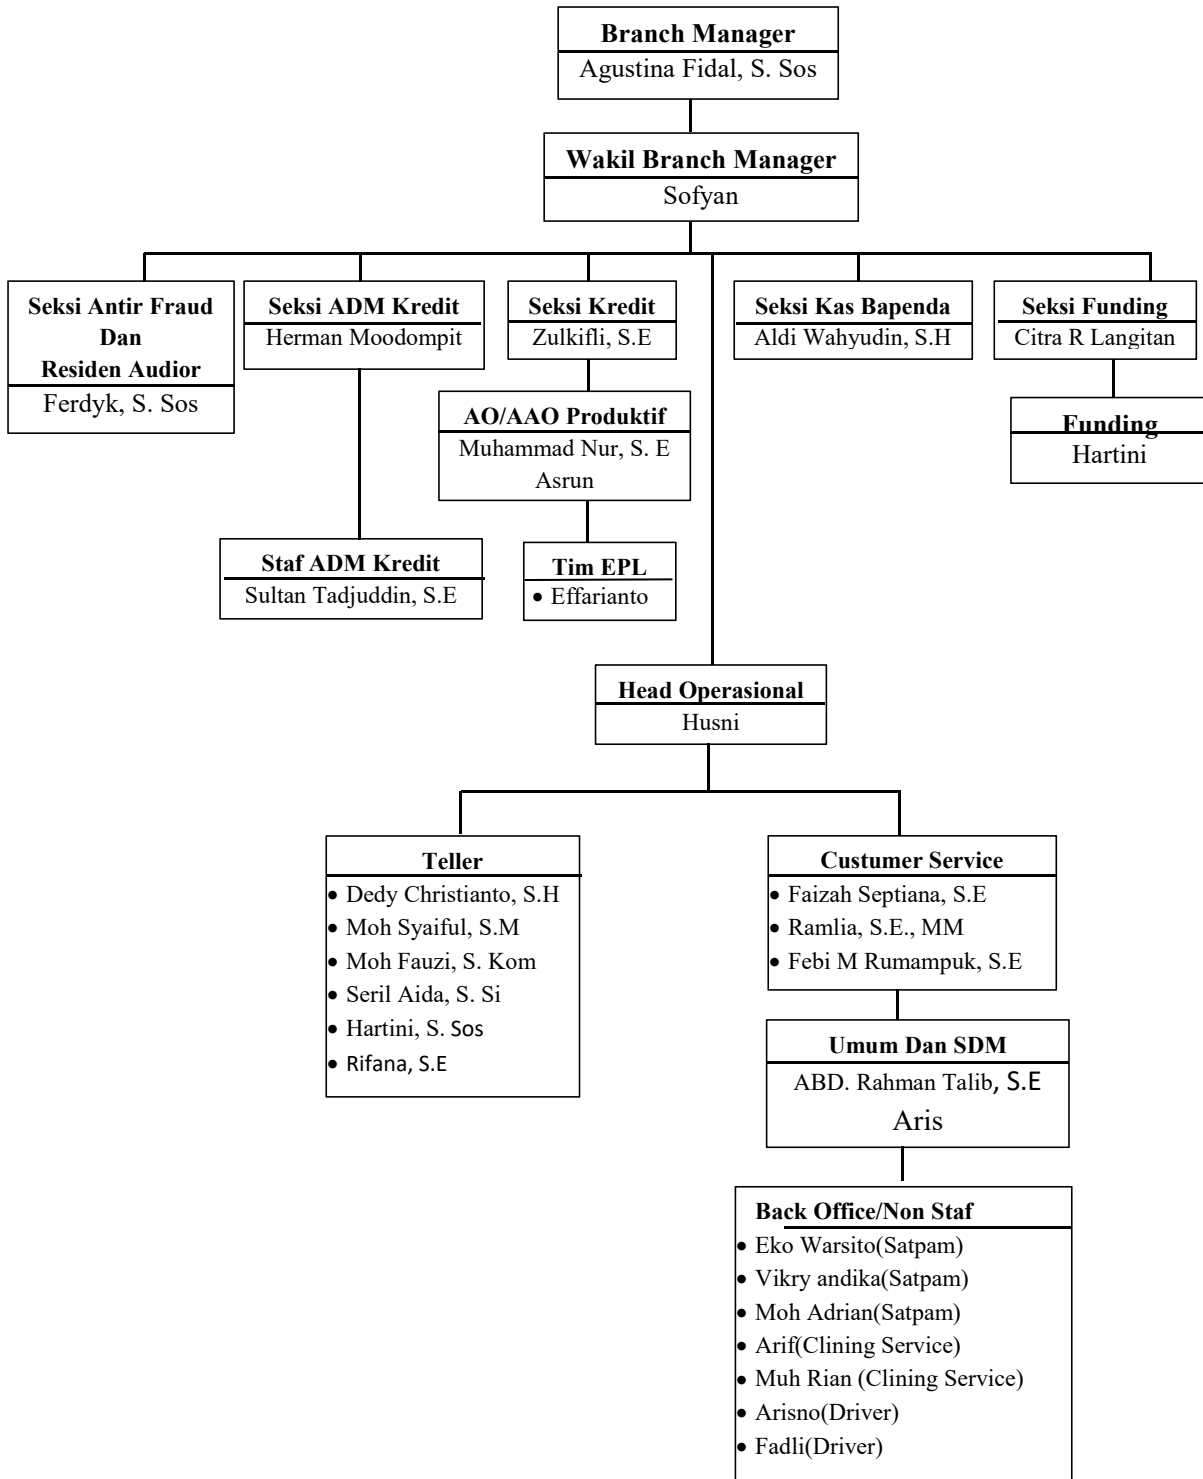 Branch Manager
Agustina Fidal, S. Sos
Wakil Branch Manager
Sofyan
Seksi Antir Fraud
Dan
Residen Audior
Ferdyk, S. Sos
Seksi ADM Kredit
Herman Moodompit
Seksi Kredit
Zulkifli, S.E
Seksi Kas Bapenda
Aldi Wahyudin, S.H
Seksi Funding
Citra R Langitan
AO/AAO Produktif
Muhammad Nur, S. E
Asrun
Funding
Hartini
Staf ADM Kredit
Sultan Tadjuddin, S.E
Tim EPL
• Effarianto
Head Operasional
Husni
Teller
• Dedy Christianto, S.H
• Moh Syaiful, S.M
• Moh Fauzi, S. Kom
• Seril Aida, S. Si
• Hartini, S. Sos
• Rifana, S.E
Custumer Service
• Faizah Septiana, S.E
• Ramlia, S.E., MM
• Febi M Rumampuk, S.E
Umum Dan SDM
ABD. Rahman Talib, S.E
Aris
Back Office/Non Staf
• Eko Warsito(Satpam)
• Vikry andika(Satpam)
• Moh Adrian(Satpam)
• Arif(Clining Service)
• Muh Rian (Clining Service)
• Arisno(Driver)
• Fadli(Driver)